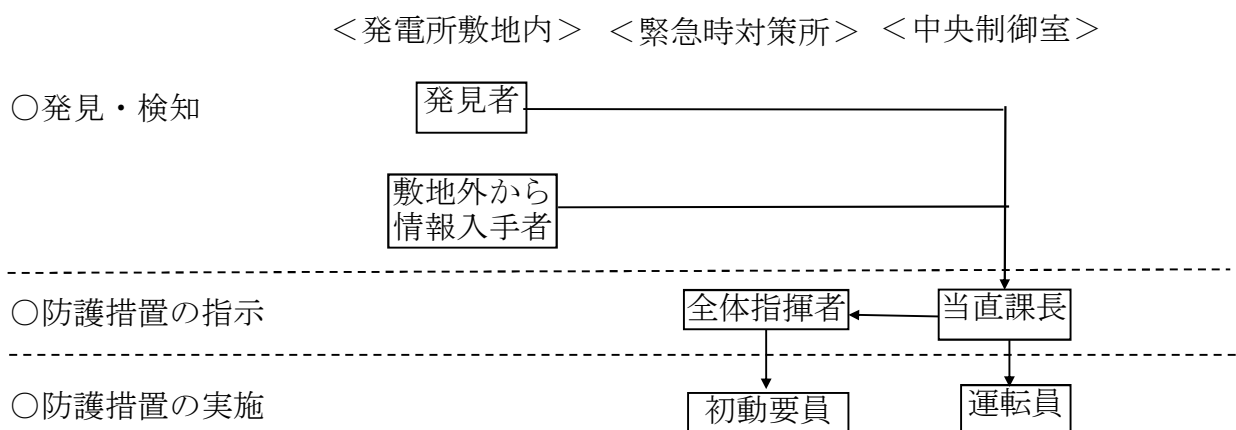 ＜発電所敷地内＞ ＜緊急時対策所＞ ＜中央制御室＞
○発見・検知
発見者
敷地外から
情報入手者
○防護措置の指示
全体指揮者
当直課長
○防護措置の実施
初動要員
運転員